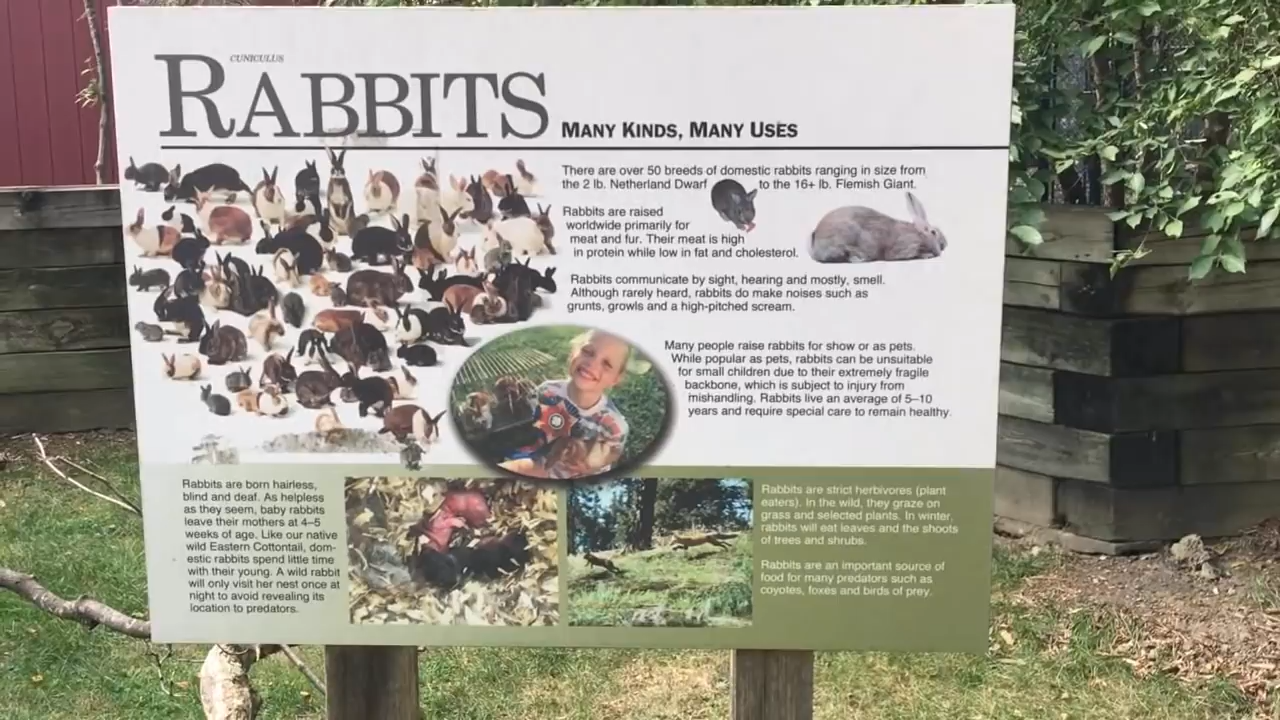 CUNICULUS
RABBITS
MANY KINDS, MANY USES
There are over 50 breeds of domestic rabbits ranging in size from
the 2 lb. Netherland Dwarf to the 16+ lb. Flemish Giant.
Rabbits are raised
worldwide primarily for
meat and fur. Their meat is high
in protein while low in fat and cholesterol.
Rabbits communicate by sight, hearing and mostly, smell.
Although rarely heard, rabbits do make noises such as
grunts, growls and a high-pitched scream.
Many people raise rabbits for show or as pets.
While popular as pets, rabbits can be unsuitable
for small children due to their extremely fragile
backbone, which is subject to injury from
mishandling. Rabbits live an average of 5–10
years and require special care to remain healthy.
Rabbits are born hairless,
blind and deaf. As helpless
as they seem, baby rabbits
leave their mothers at 4–5
weeks of age. Like our native
wild Eastern Cottontail, dom-
estic rabbits spend little time
with their young. A wild rabbit
will only visit her nest once at
night to avoid revealing its
location to predators.
Rabbits are strict herbivores (plant
eaters). In the wild, they graze on
grass and selected plants. In winter,
rabbits will eat leaves and the shoots
of trees and shrubs.
Rabbits are an important source of
food for many predators such as
coyotes, foxes and birds of prey.